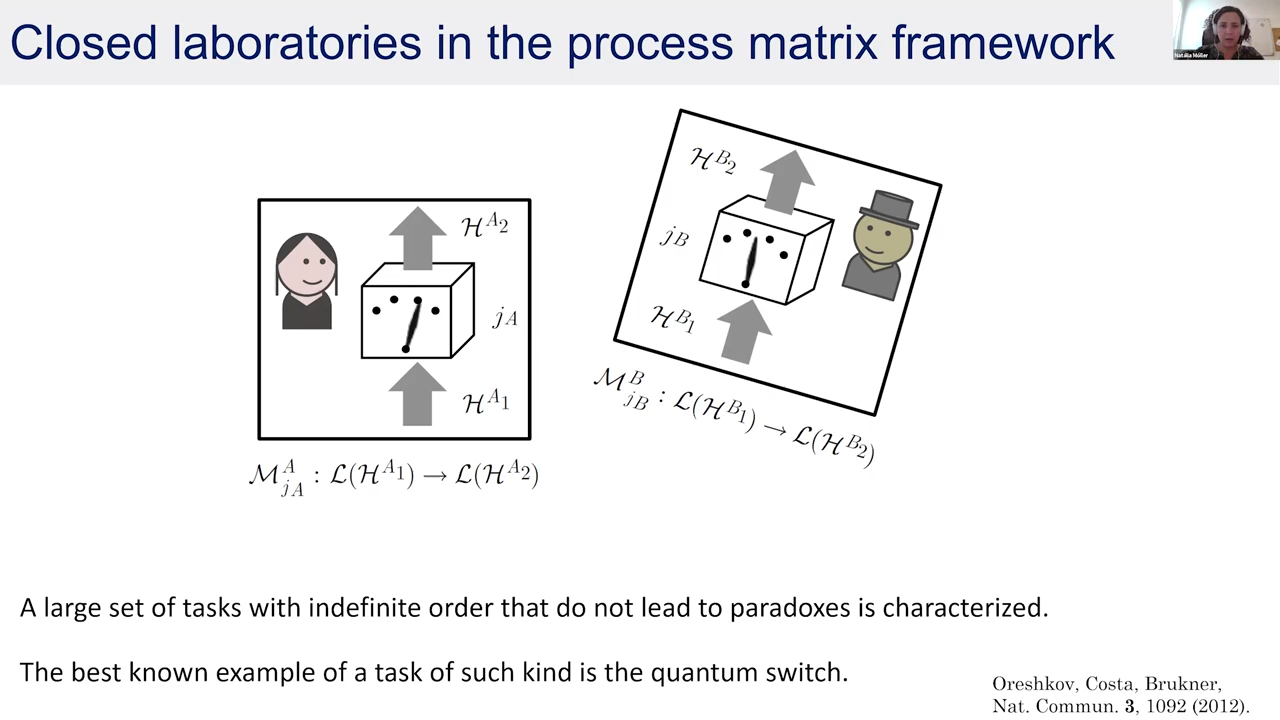 Closed laboratories in the process matrix framework
Natália Móller
ℋ^{A_2}
j_A
ℋ^{A_1}
ℳ^A_{j_A} : ℒ(ℋ^{A_1}) → ℒ(ℋ^{A_2})
ℋ^{B_2}
j_B
ℋ^{B_1}
ℳ^B_{j_B} : ℒ(ℋ^{B_1}) → ℒ(ℋ^{B_2})
A large set of tasks with indefinite order that do not lead to paradoxes is characterized.
The best known example of a task of such kind is the quantum switch.
Oreshkov, Costa, Brukner,
Nat. Commun. 3, 1092 (2012).